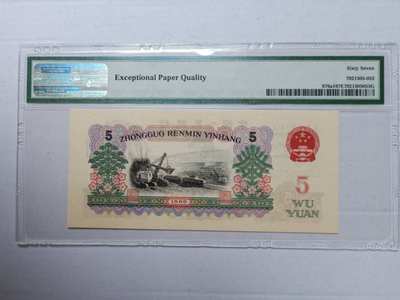 Exceptional Paper Quality
Sixty Seven
5
ZHONGGUO RENMIN YINHANG
5
5
WU
YUAN
1960